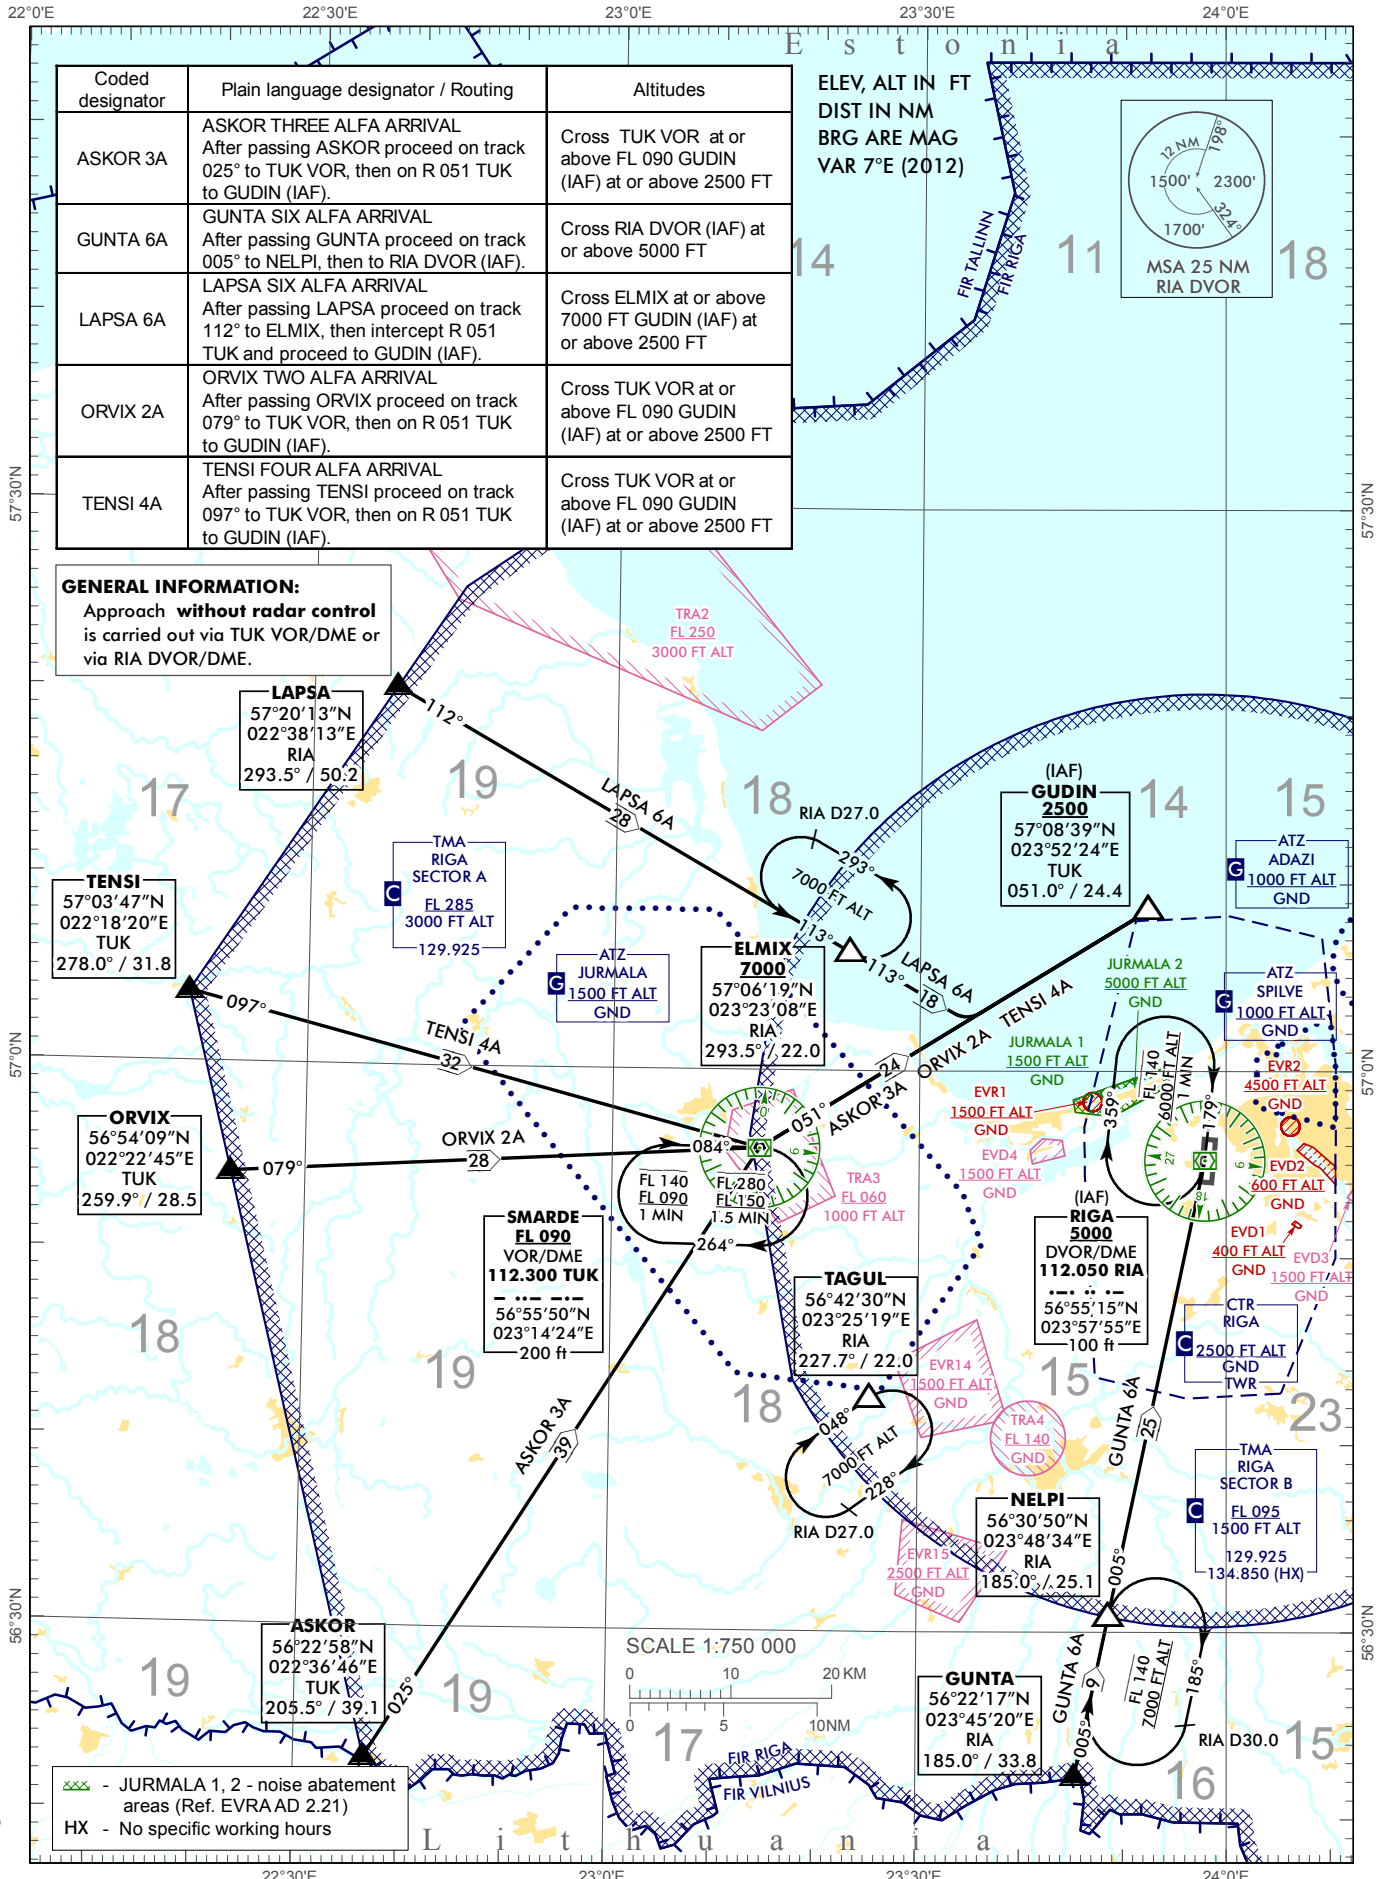 22°0'E
22°30'E
23°0'E
23°30'E
24°0'E
Estonia
Coded designator
Plain language designator / Routing
Altitudes
ASKOR 3A
ASKOR THREE ALFA ARRIVAL
After passing ASKOR proceed on track
025° to TUK VOR, then on R 051 TUK
to GUDIN (IAF).
Cross TUK VOR at or
above FL 090 GUDIN
(IAF) at or above 2500 FT
GUNTA 6A
GUNTA SIX ALFA ARRIVAL
After passing GUNTA proceed on track
005° to NELPI, then to RIA DVOR (IAF).
Cross RIA DVOR (IAF) at
or above 5000 FT
LAPSA 6A
LAPSA SIX ALFA ARRIVAL
After passing LAPSA proceed on track
112° to ELMIX, then intercept R 051
TUK and proceed to GUDIN (IAF).
Cross ELMIX at or above
7000 FT GUDIN (IAF) at
or above 2500 FT
ORVIX 2A
ORVIX TWO ALFA ARRIVAL
After passing ORVIX proceed on track
079° to TUK VOR, then on R 051 TUK
to GUDIN (IAF).
Cross TUK VOR at or
above FL 090 GUDIN
(IAF) at or above 2500 FT
TENSI 4A
TENSI FOUR ALFA ARRIVAL
After passing TENSI proceed on track
097° to TUK VOR, then on R 051 TUK
to GUDIN (IAF).
Cross TUK VOR at or
above FL 090 GUDIN
(IAF) at or above 2500 FT
ELEV, ALT IN FT
DIST IN NM
BRG ARE MAG
VAR 7°E (2012)
12 NM
198°
1500'
2300'
324°
1700'
MSA 25 NM
RIA DVOR
14
11
18
FIR TALLINN
FIR RIGA
57°30'N
57°30'N
GENERAL INFORMATION:
Approach without radar control
is carried out via TUK VOR/DME or
via RIA DVOR/DME.
TRA2
FL 250
3000 FT ALT
LAPSA
57°20'13"N
022°38'13"E
RIA
293.5° / 50.2
112°
17
19
18
14
15
LAPSA 6A
28
RIA D27.0
293°
7000 FT ALT
113°
(IAF)
GUDIN
2500
57°08'39"N
023°52'24"E
TUK
051.0° / 24.4
ATZ
ADAZI
G
1000 FT ALT
GND
TMA
RIGA
SECTOR A
C
FL 285
3000 FT ALT
129.925
TENSI
57°03'47"N
022°18'20"E
TUK
278.0° / 31.8
097°
TENSI 4A
32
ATZ
JURMALA
G
1500 FT ALT
GND
ELMIX
7000
57°06'19"N
023°23'08"E
RIA
293.5° / 22.0
113°
LAPSA 6A
18
TENSI 4A
ORVIX 2A
ASKOR 3A
24
051°
JURMALA 2
5000 FT ALT
GND
JURMALA 1
1500 FT ALT
GND
ATZ
SPILVE
G
1000 FT ALT
GND
57°0'N
57°0'N
EVR1
1500 FT ALT
GND
EVR2
4500 FT ALT
GND
EVD4
1500 FT ALT
GND
EVD2
600 FT ALT
GND
EVD1
400 FT ALT
GND
EVD3
1500 FT ALT
GND
359°
FL 140
6000 FT ALT
1 MIN
179°
27
9
18
ORVIX
56°54'09"N
022°22'45"E
TUK
259.9° / 28.5
079°
ORVIX 2A
28
084°
0
9
FL 140
FL 090
1 MIN
FL 280
FL 150
1.5 MIN
264°
TRA3
FL 060
1000 FT ALT
SMARDE
FL 090
VOR/DME
112.300 TUK
56°55'50"N
023°14'24"E
200 ft
(IAF)
RIGA
5000
DVOR/DME
112.050 RIA
56°55'15"N
023°57'55"E
100 ft
TAGUL
56°42'30"N
023°25'19"E
RIA
227.7° / 22.0
048°
7000 FT ALT
228°
RIA D27.0
CTR
RIGA
C
2500 FT ALT
GND
TWR
18
19
18
15
23
EVR14
1500 FT ALT
GND
TRA4
FL 140
GND
ASKOR 3A
39
GUNTA 6A
25
TMA
RIGA
SECTOR B
C
FL 095
1500 FT ALT
129.925
134.850 (HX)
NELPI
56°30'50"N
023°48'34"E
RIA
185.0° / 25.1
EVR15
2500 FT ALT
GND
005°
56°30'N
56°30'N
ASKOR
56°22'58"N
022°36'46"E
TUK
205.5° / 39.1
025°
19
19
17
16
15
SCALE 1:750 000
0
10
20 KM
0
5
10NM
GUNTA
56°22'17"N
023°45'20"E
RIA
185.0° / 33.8
GUNTA 6A
9
005°
FL 140
7000 FT ALT
185°
RIA D30.0
FIR RIGA
FIR VILNIUS
- JURMALA 1, 2 - noise abatement
areas (Ref. EVRA AD 2.21)
HX - No specific working hours
Lithuania
22°30'E
23°0'E
23°30'E
24°0'E